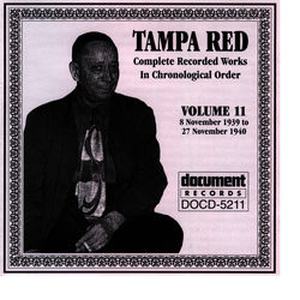 TAMPA RED
Complete Recorded Works
In Chronological Order
VOLUME 11
8 November 1939 to
27 November 1940
document
RECORDS
DOCD-5211